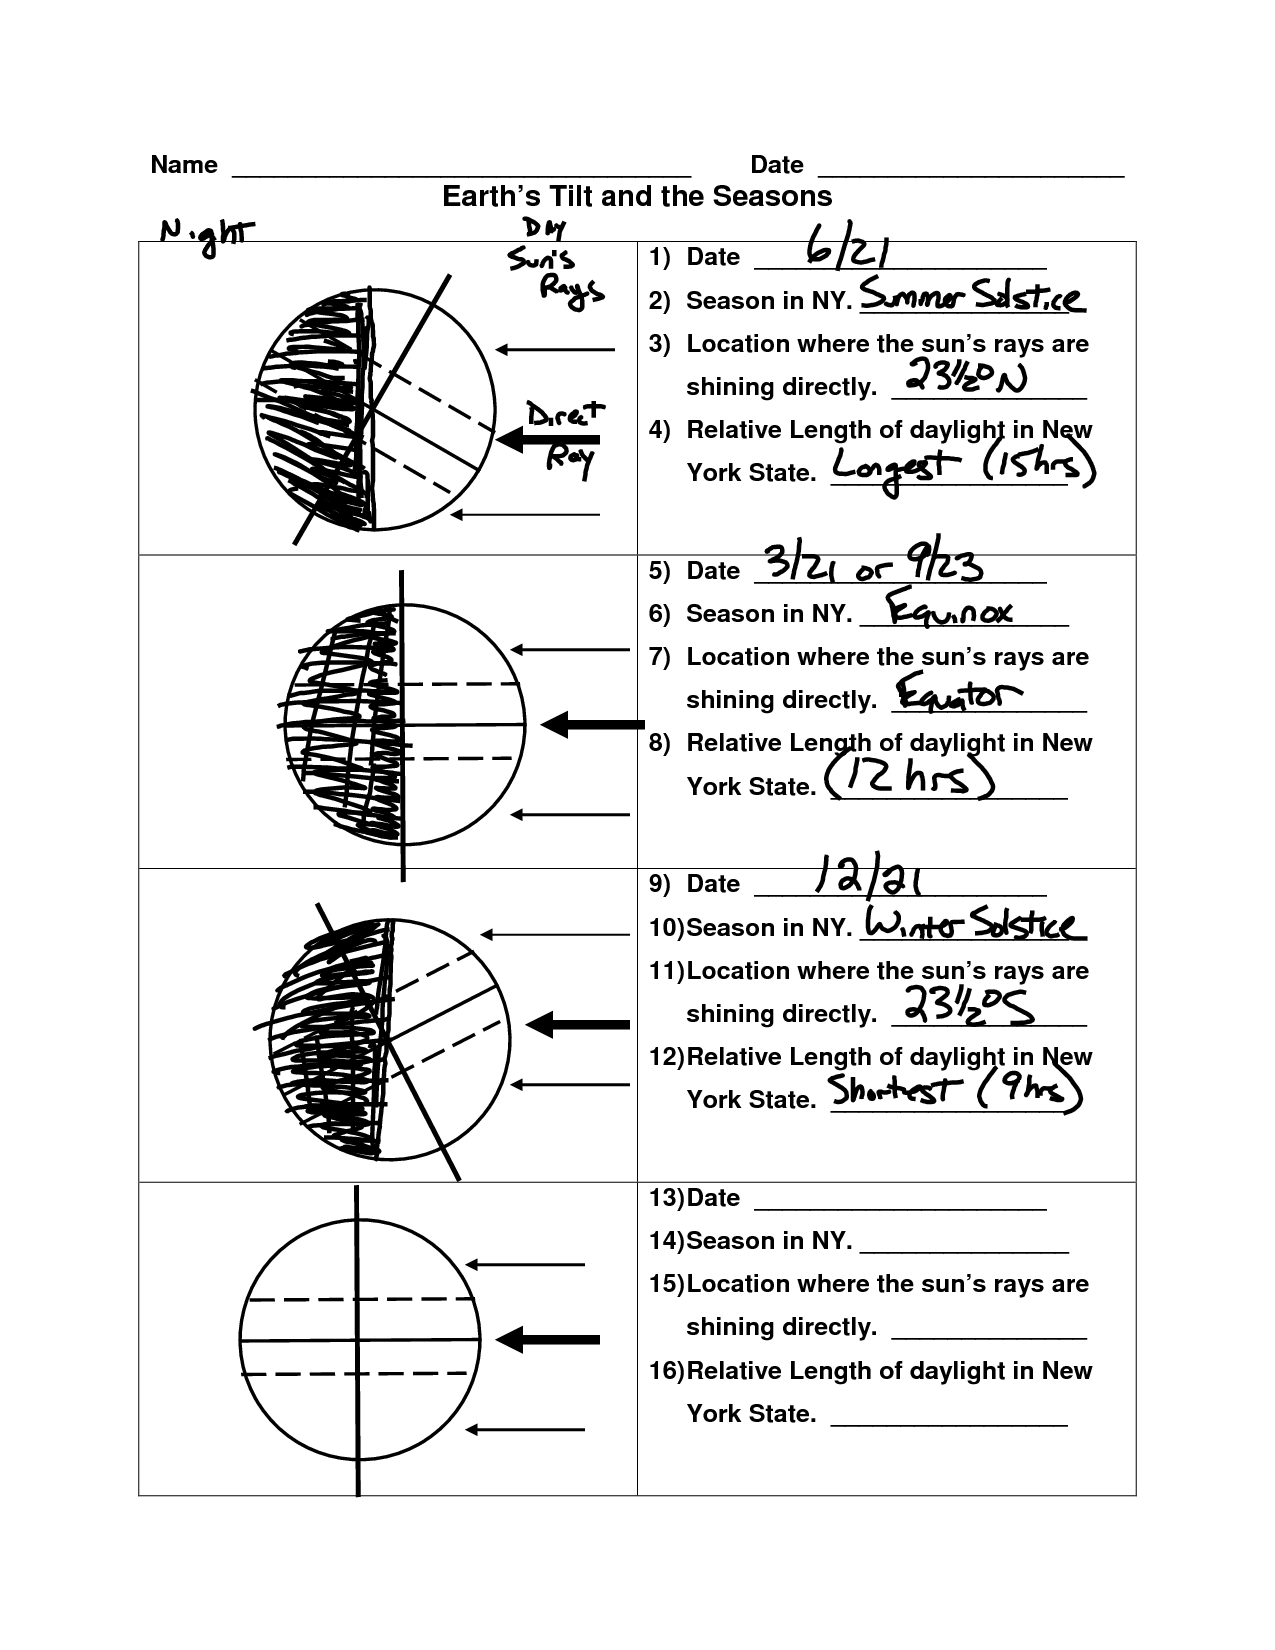 Name _________________________________ Date ______________________
Earth's Tilt and the Seasons
Night
Day
Sun's
Rays
Direct
Ray
1) Date 6/21
2) Season in NY. Summer Solstice
3) Location where the sun's rays are
shining directly. 23½° N
4) Relative Length of daylight in New
York State. Longest (15hrs)
5) Date 3/21 or 9/23
6) Season in NY. Equinox
7) Location where the sun's rays are
shining directly. Equator
8) Relative Length of daylight in New
York State. (12 hrs)
9) Date 12/21
10)Season in NY. Winter Solstice
11)Location where the sun's rays are
shining directly. 23½° S
12)Relative Length of daylight in New
York State. Shortest (9hrs)
13)Date _____________________
14)Season in NY. _______________
15)Location where the sun's rays are
shining directly. ______________
16)Relative Length of daylight in New
York State. _________________